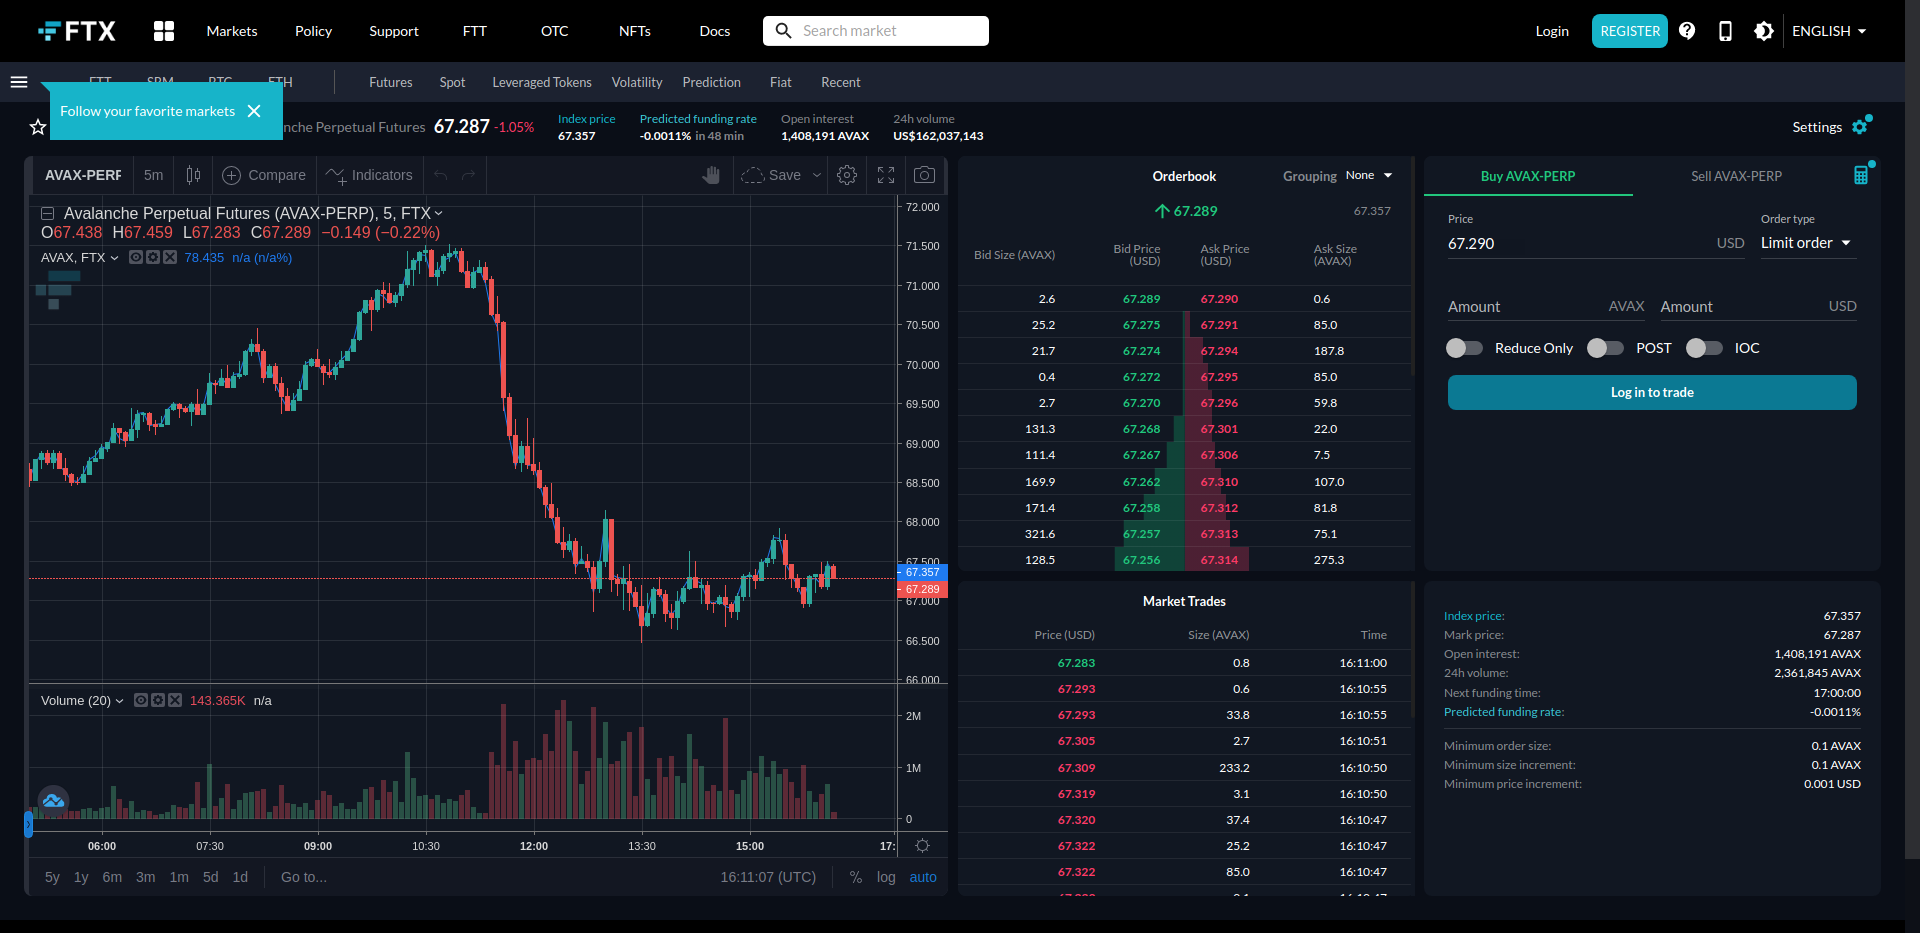 FTX
Markets
Policy
Support
FTT
OTC
NFTs
Docs
Search market
Login
REGISTER
ENGLISH
FTT
SRM
BTC
ETH
Futures
Spot
Leveraged Tokens
Volatility
Prediction
Fiat
Recent
Follow your favorite markets
nche Perpetual Futures
67.287 -1.05%
Index price
67.357
Predicted funding rate
-0.0011% in 48 min
Open interest
1,408,191 AVAX
24h volume
US$162,037,143
Settings
AVAX-PERP
5m
Compare
Indicators
Save
Avalanche Perpetual Futures (AVAX-PERP), 5, FTX
O67.438 H67.459 L67.283 C67.289 −0.149 (−0.22%)
AVAX, FTX 78.435 n/a (n/a%)
72.000
71.500
71.000
70.500
70.000
69.500
69.000
68.500
68.000
67.500
67.357
67.289
67.000
66.500
66.000
Volume (20) 143.365K n/a
2M
1M
0
06:00 07:30 09:00 10:30 12:00 13:30 15:00 17:
5y 1y 6m 3m 1m 5d 1d Go to... 16:11:07 (UTC) % log auto
Orderbook
Grouping None
67.289
67.357
Bid Size (AVAX) Bid Price (USD) Ask Price (USD) Ask Size (AVAX)
2.6 67.289 67.290 0.6
25.2 67.275 67.291 85.0
21.7 67.274 67.294 187.8
0.4 67.272 67.295 85.0
2.7 67.270 67.296 59.8
131.3 67.268 67.301 22.0
111.4 67.267 67.306 7.5
169.9 67.262 67.310 107.0
171.4 67.258 67.312 81.8
321.6 67.257 67.313 75.1
128.5 67.256 67.314 275.3
Market Trades
Price (USD) Size (AVAX) Time
67.283 0.8 16:11:00
67.293 0.6 16:10:55
67.293 33.8 16:10:55
67.305 2.7 16:10:51
67.309 233.2 16:10:50
67.319 3.1 16:10:50
67.320 37.4 16:10:47
67.322 25.2 16:10:47
67.322 85.0 16:10:47
Buy AVAX-PERP
Sell AVAX-PERP
Price
67.290 USD
Order type
Limit order
Amount AVAX
Amount USD
Reduce Only
POST
IOC
Log in to trade
Index price: 67.357
Mark price: 67.287
Open interest: 1,408,191 AVAX
24h volume: 2,361,845 AVAX
Next funding time: 17:00:00
Predicted funding rate: -0.0011%
Minimum order size: 0.1 AVAX
Minimum size increment: 0.1 AVAX
Minimum price increment: 0.001 USD